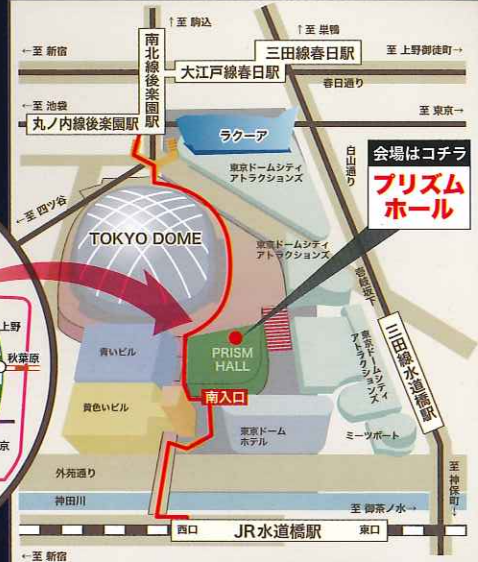 ↑至 駒込
↑至 巣鴨
←至 新宿
南北線後楽園駅
三田線春日駅
至 上野御徒町→
大江戸線春日駅
春日通り
←至 池袋
丸ノ内線後楽園駅
ラクーア
至 東京→
白山通り
会場はコチラ
プリズム
ホール
東京ドームシティ
アトラクションズ
←至 四ツ谷
TOKYO DOME
東京ドームシティ
アトラクションズ
壱岐坂下
上野
秋葉原
京
青いビル
PRISM
HALL
東京ドームシティ
アトラクションズ
三田線水道橋駅
南入口
黄色いビル
東京ドーム
ホテル
ミーツポート
外苑通り
至 神保町→
神田川
至 御茶ノ水→
西口
JR水道橋駅
東口
←至 新宿